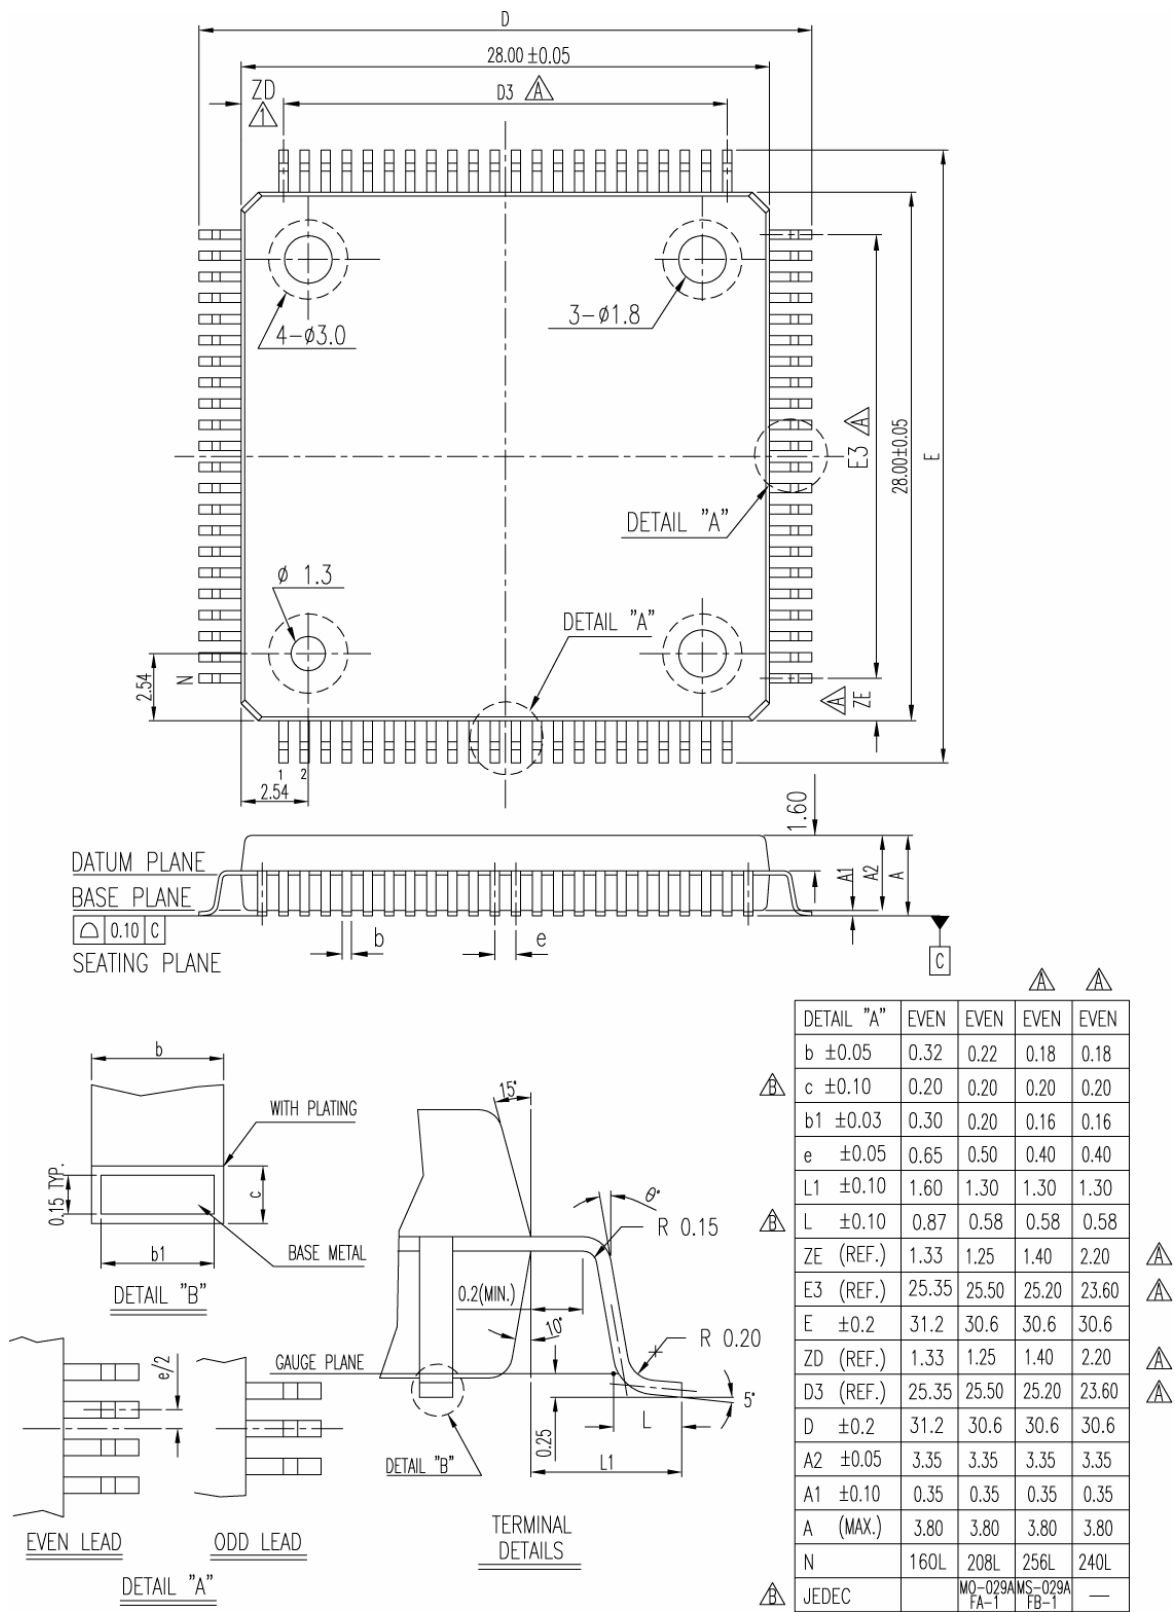 D
28.00 ±0.05
ZD
1
D3 A
4-ø3.0
3-ø1.8
E3 A
28.00±0.05
E
DETAIL "A"
ø 1.3
DETAIL "A"
2.54
N
A ZE
1 2
2.54
1.60
DATUM PLANE
BASE PLANE
0.10 C
SEATING PLANE
b
e
A1
A2
A
C
A A
DETAIL "A" EVEN EVEN EVEN EVEN
b ±0.05 0.32 0.22 0.18 0.18
B c ±0.10 0.20 0.20 0.20 0.20
b1 ±0.03 0.30 0.20 0.16 0.16
e ±0.05 0.65 0.50 0.40 0.40
L1 ±0.10 1.60 1.30 1.30 1.30
B L ±0.10 0.87 0.58 0.58 0.58
ZE (REF.) 1.33 1.25 1.40 2.20 A
E3 (REF.) 25.35 25.50 25.20 23.60 A
E ±0.2 31.2 30.6 30.6 30.6
ZD (REF.) 1.33 1.25 1.40 2.20 A
D3 (REF.) 25.35 25.50 25.20 23.60 A
D ±0.2 31.2 30.6 30.6 30.6
A2 ±0.05 3.35 3.35 3.35 3.35
A1 ±0.10 0.35 0.35 0.35 0.35
A (MAX.) 3.80 3.80 3.80 3.80
N 160L 208L 256L 240L
B JEDEC MO-029A FA-1 MS-029A FB-1 —
b
WITH PLATING
0.15 TYP.
c
b1
BASE METAL
DETAIL "B"
15°
θ°
R 0.15
0.2(MIN.)
10°
R 0.20
GAUGE PLANE
5°
0.25
L
L1
DETAIL "B"
TERMINAL
DETAILS
e/2
EVEN LEAD
ODD LEAD
DETAIL "A"